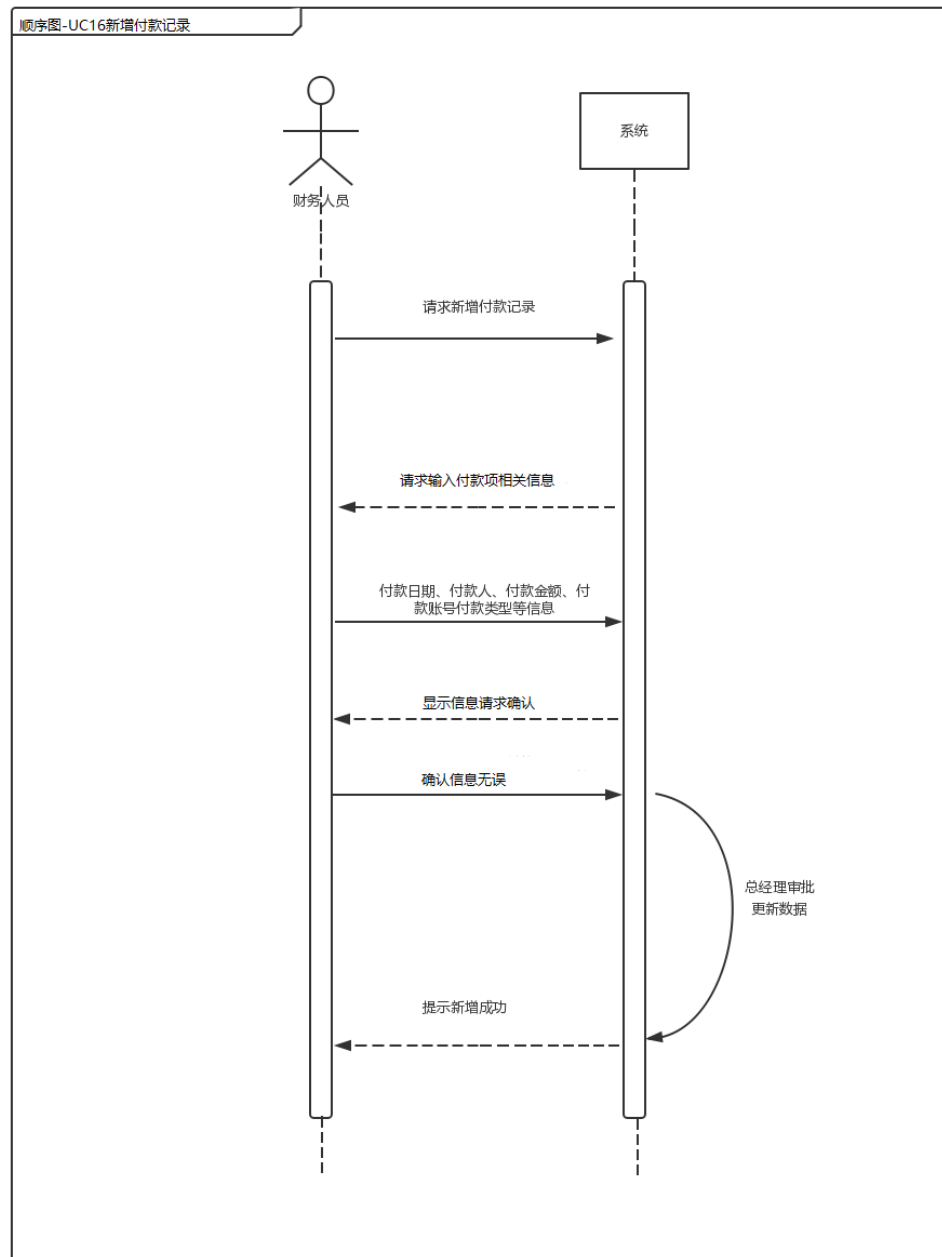 顺序图-UC16新增付款记录
系统
财务人员
请求新增付款记录
请求输入付款项相关信息
付款日期、付款人、付款金额、付
款账号付款类型等信息
显示信息请求确认
确认信息无误
总经理审批
更新数据
提示新增成功